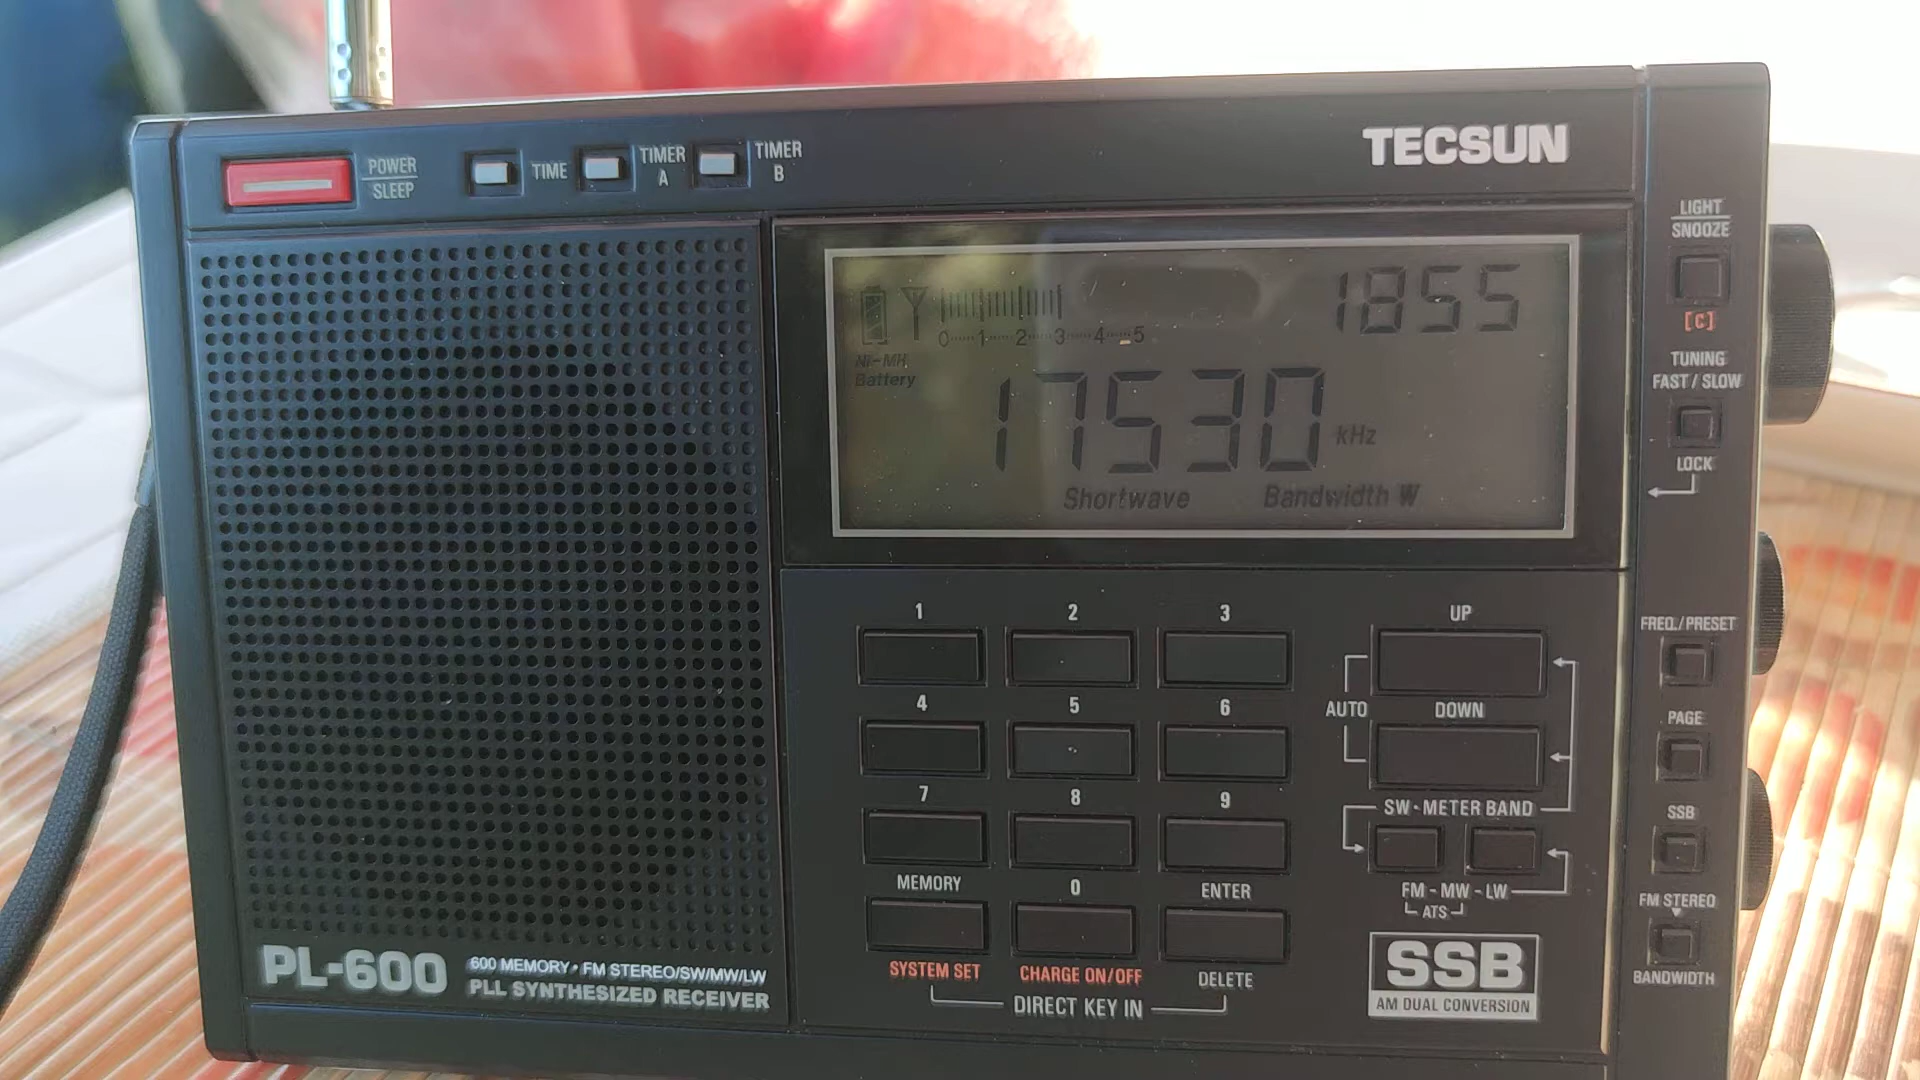 TECSUN
POWER
SLEEP
TIME
TIMER
A
TIMER
B
LIGHT
SNOOZE
[C]
1855
0 1 2 3 4 5
Ni-MH
Battery
17530 kHz
Shortwave Bandwidth W
TUNING
FAST / SLOW
LOCK
1 2 3
UP
FREQ./PRESET
4 5 6
AUTO
DOWN
PAGE
7 8 9
SW·METER BAND
SSB
MEMORY 0 ENTER
FM - MW - LW
ATS
FM STEREO
BANDWIDTH
SYSTEM SET CHARGE ON/OFF DELETE
DIRECT KEY IN
SSB
AM DUAL CONVERSION
PL-600
600 MEMORY · FM STEREO/SW/MW/LW
PLL SYNTHESIZED RECEIVER